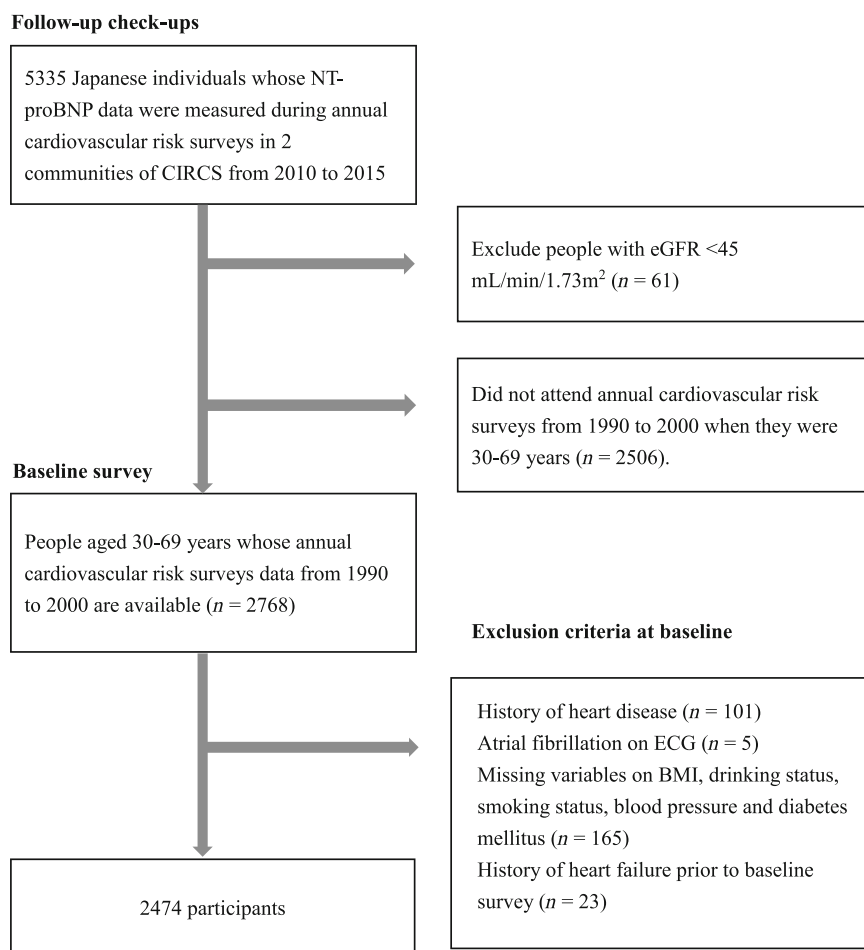 Follow-up check-ups
5335 Japanese individuals whose NT-
proBNP data were measured during annual
cardiovascular risk surveys in 2
communities of CIRCS from 2010 to 2015
Exclude people with eGFR <45
mL/min/1.73m² (n = 61)
Did not attend annual cardiovascular risk
surveys from 1990 to 2000 when they were
30-69 years (n = 2506).
Baseline survey
People aged 30-69 years whose annual
cardiovascular risk surveys data from 1990
to 2000 are available (n = 2768)
Exclusion criteria at baseline
History of heart disease (n = 101)
Atrial fibrillation on ECG (n = 5)
Missing variables on BMI, drinking status,
smoking status, blood pressure and diabetes
mellitus (n = 165)
History of heart failure prior to baseline
survey (n = 23)
2474 participants